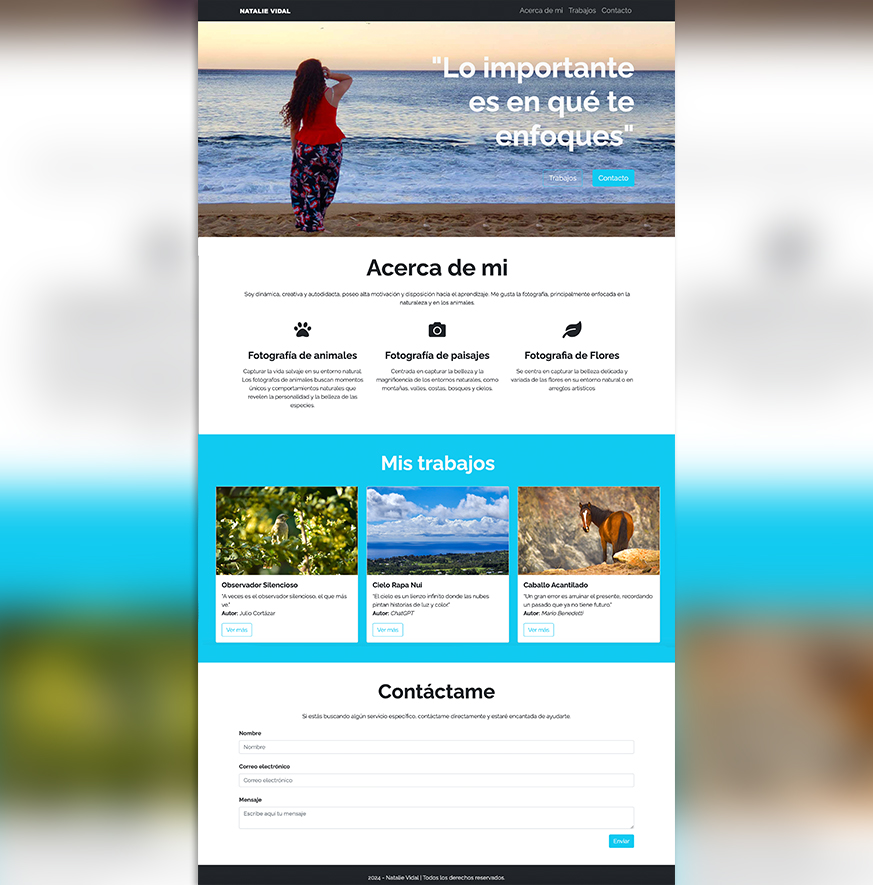 NATALIE VIDAL
Acerca de mi Trabajos Contacto
"Lo importante
es en qué te
enfoques"
Trabajos Contacto
Acerca de mi
Soy dinámica, creativa y autodidacta, poseo alta motivación y disposición hacia el aprendizaje. Me gusta la fotografía, principalmente enfocada en la
naturaleza y en los animales.
Fotografía de animales
Capturar la vida salvaje en su entorno natural.
Los fotografos de animales buscan momentos
únicos y comportamientos naturales que
revelen la personalidad y la belleza de las
especies.
Fotografía de paisajes
Centrada en capturar la belleza y la
magnificencia de los entornos naturales, como
montañas, valles, costas, bosques y cielos.
Fotografia de Flores
Se centra en capturar la belleza delicada y
variada de las flores en su entorno natural o en
arreglos artísticos.
Mis trabajos
Observador Silencioso
"A veces es el observador silencioso, el que más
ve."
Autor: Julio Cortázar
Ver más
Cielo Rapa Nui
"El cielo es un lienzo infinito donde las nubes
pintan historias de luz y color."
Autor: ChatGPT
Ver más
Caballo Acantilado
"Un gran error es arruinar el presente, recordando
un pasado que ya no tiene futuro."
Autor: Mario Benedetti
Ver más
Contáctame
Si estás buscando algún servicio específico, contáctame directamente y estaré encantada de ayudarte.
Nombre
Nombre
Correo electrónico
Correo electrónico
Mensaje
Escribe aquí tu mensaje
Enviar
2024 - Natalie Vidal | Todos los derechos reservados.